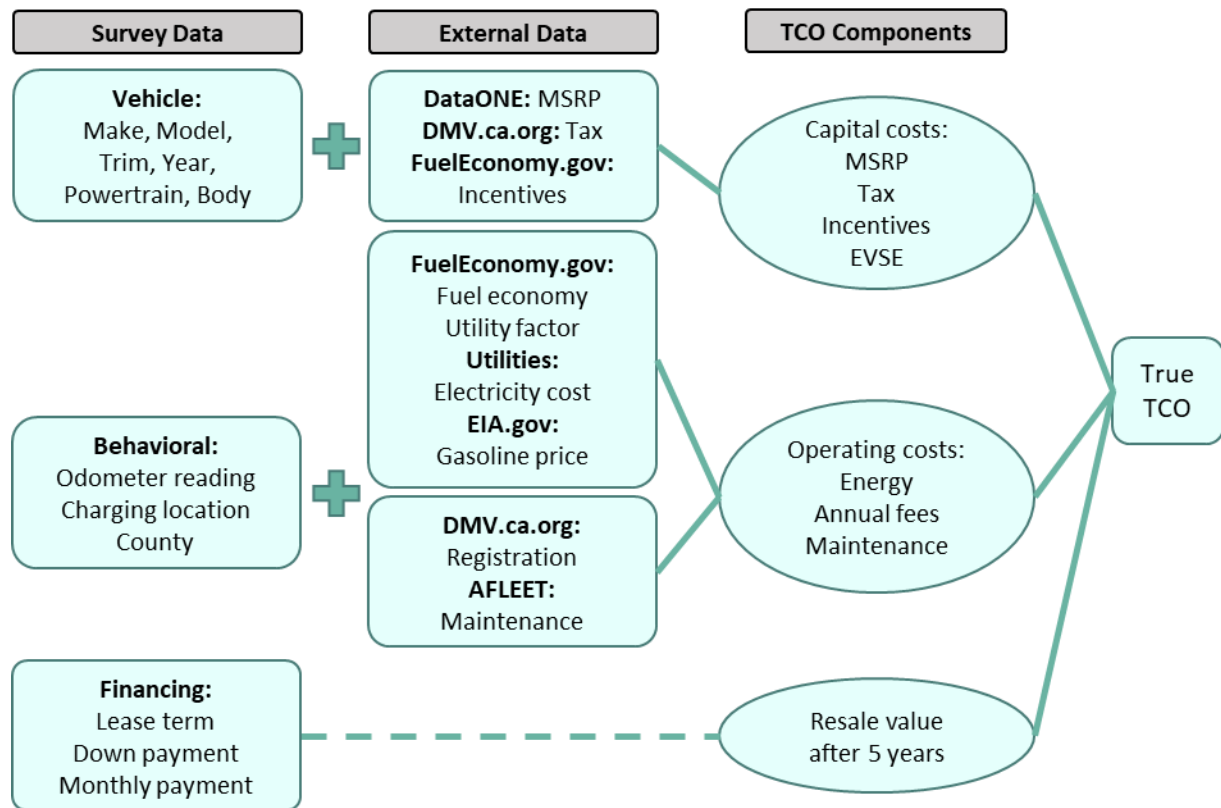 Survey Data
External Data
TCO Components
Vehicle:
Make, Model,
Trim, Year,
Powertrain, Body
DataONE: MSRP
DMV.ca.org: Tax
FuelEconomy.gov:
Incentives
Capital costs:
MSRP
Tax
Incentives
EVSE
FuelEconomy.gov:
Fuel economy
Utility factor
Utilities:
Electricity cost
EIA.gov:
Gasoline price
True
TCO
Behavioral:
Odometer reading
Charging location
County
DMV.ca.org:
Registration
AFLEET:
Maintenance
Operating costs:
Energy
Annual fees
Maintenance
Financing:
Lease term
Down payment
Monthly payment
Resale value
after 5 years